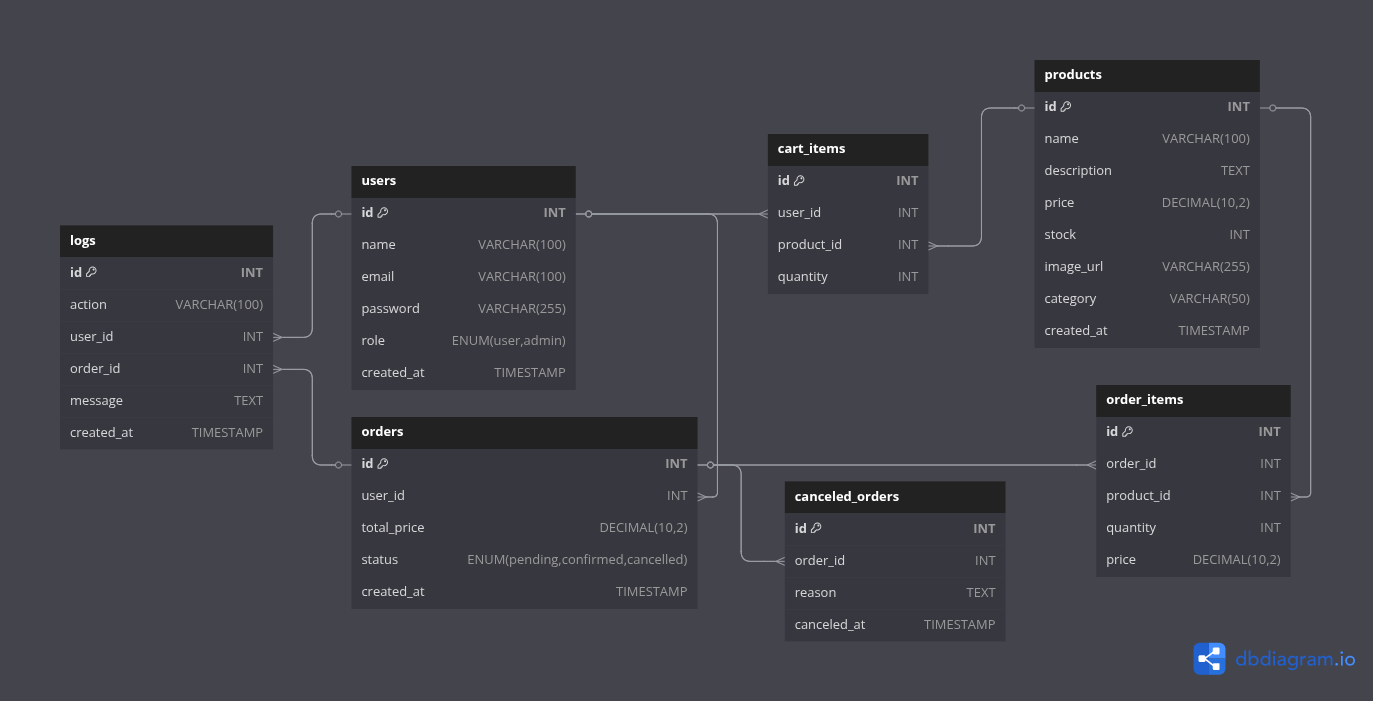 logs
id INT
action VARCHAR(100)
user_id INT
order_id INT
message TEXT
created_at TIMESTAMP
users
id INT
name VARCHAR(100)
email VARCHAR(100)
password VARCHAR(255)
role ENUM(user,admin)
created_at TIMESTAMP
orders
id INT
user_id INT
total_price DECIMAL(10,2)
status ENUM(pending,confirmed,cancelled)
created_at TIMESTAMP
cart_items
id INT
user_id INT
product_id INT
quantity INT
canceled_orders
id INT
order_id INT
reason TEXT
canceled_at TIMESTAMP
products
id INT
name VARCHAR(100)
description TEXT
price DECIMAL(10,2)
stock INT
image_url VARCHAR(255)
category VARCHAR(50)
created_at TIMESTAMP
order_items
id INT
order_id INT
product_id INT
quantity INT
price DECIMAL(10,2)
dbdiagram.io